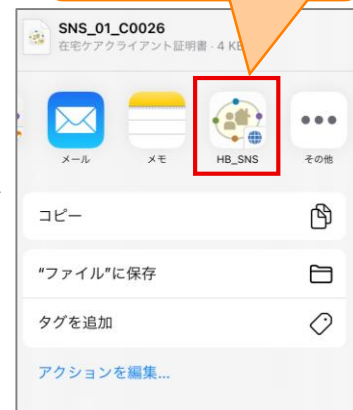 SNS_01_C0026
在宅ケアクライアント証明書・4 KB
メール
メモ
HB_SNS
その他
コピー
"ファイル"に保存
タグを追加
アクションを編集...